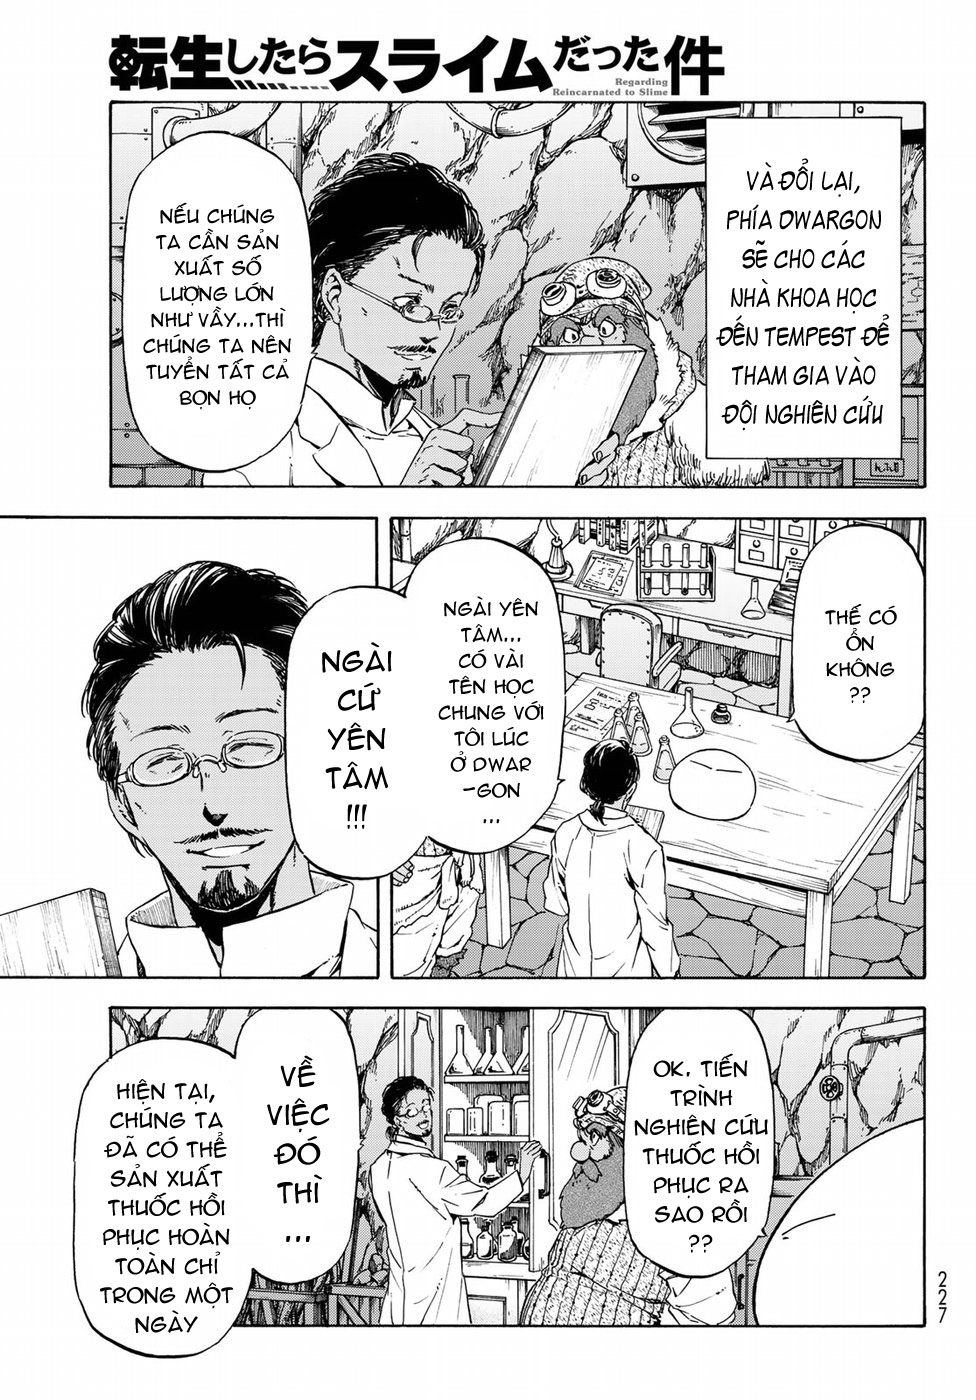 転生したらスライムだった件
Regarding
Reincarnated to Slime
VÀ ĐỔI LẠI,
PHÍA DWARGON
SẼ CHO CÁC
NHÀ KHOA HỌC
ĐẾN TEMPEST ĐỂ
THAM GIA VÀO
ĐỘI NGHIÊN CỨU
NẾU CHÚNG
TA CẦN SẢN
XUẤT SỐ
LƯỢNG LỚN
NHƯ VẦY...THÌ
CHÚNG TA NÊN
TUYỂN TẤT CẢ
BỌN HỌ
THẾ CÓ
ỔN
KHÔNG
??
NGÀI YÊN
TÂM...
CÓ VÀI
TÊN HỌC
CHUNG VỚI
TÔI LÚC
Ở DWAR
-GON
...
NGÀI
CỨ
YÊN
TÂM
!!!
OK, TIẾN
TRÌNH
NGHIÊN CỨU
THUỐC HỒI
PHỤC RA
SAO RỒI
??
VỀ
VIỆC
ĐÓ
THÌ
...
HIỆN TẠI,
CHÚNG TA
ĐÃ CÓ THỂ
SẢN XUẤT
THUỐC HỒI
PHỤC HOÀN
TOÀN CHỈ
TRONG MỘT
NGÀY
227